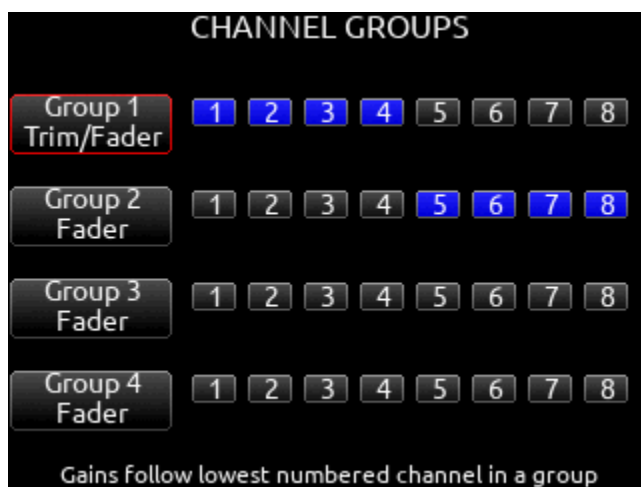 CHANNEL GROUPS
Group 1
Trim/Fader
1 2 3 4 5 6 7 8
Group 2
Fader
1 2 3 4 5 6 7 8
Group 3
Fader
1 2 3 4 5 6 7 8
Group 4
Fader
1 2 3 4 5 6 7 8
Gains follow lowest numbered channel in a group